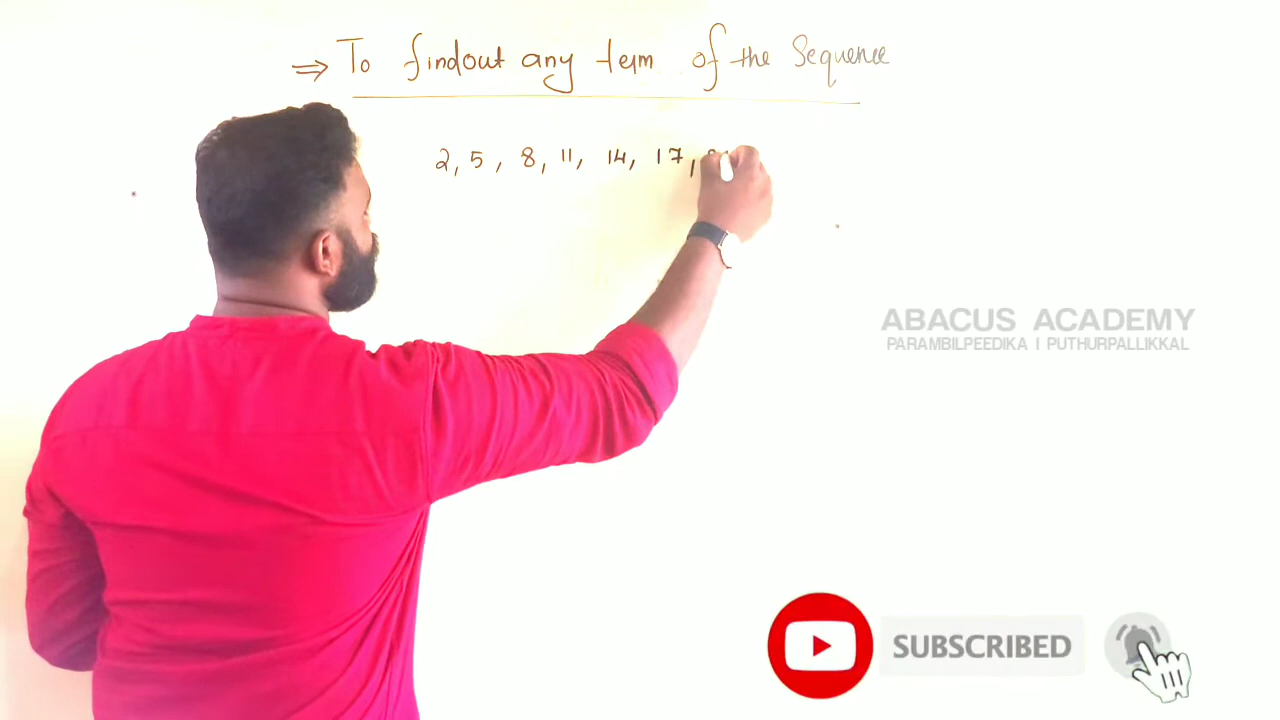 ⇒ To findout any term of the Sequence
2, 5, 8, 11, 14, 17,
ABACUS ACADEMY
PARAMBILPEEDIKA I PUTHURPALLIKKAL
SUBSCRIBED